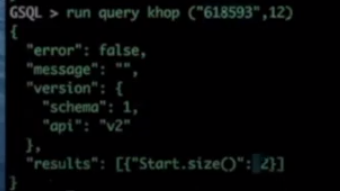 GSQL > run query khop ("618593",12)
{
"error": false,
"message": "",
"version": {
"schema": 1,
"api": "v2"
},
"results": [{"Start.size()": 2}]
}